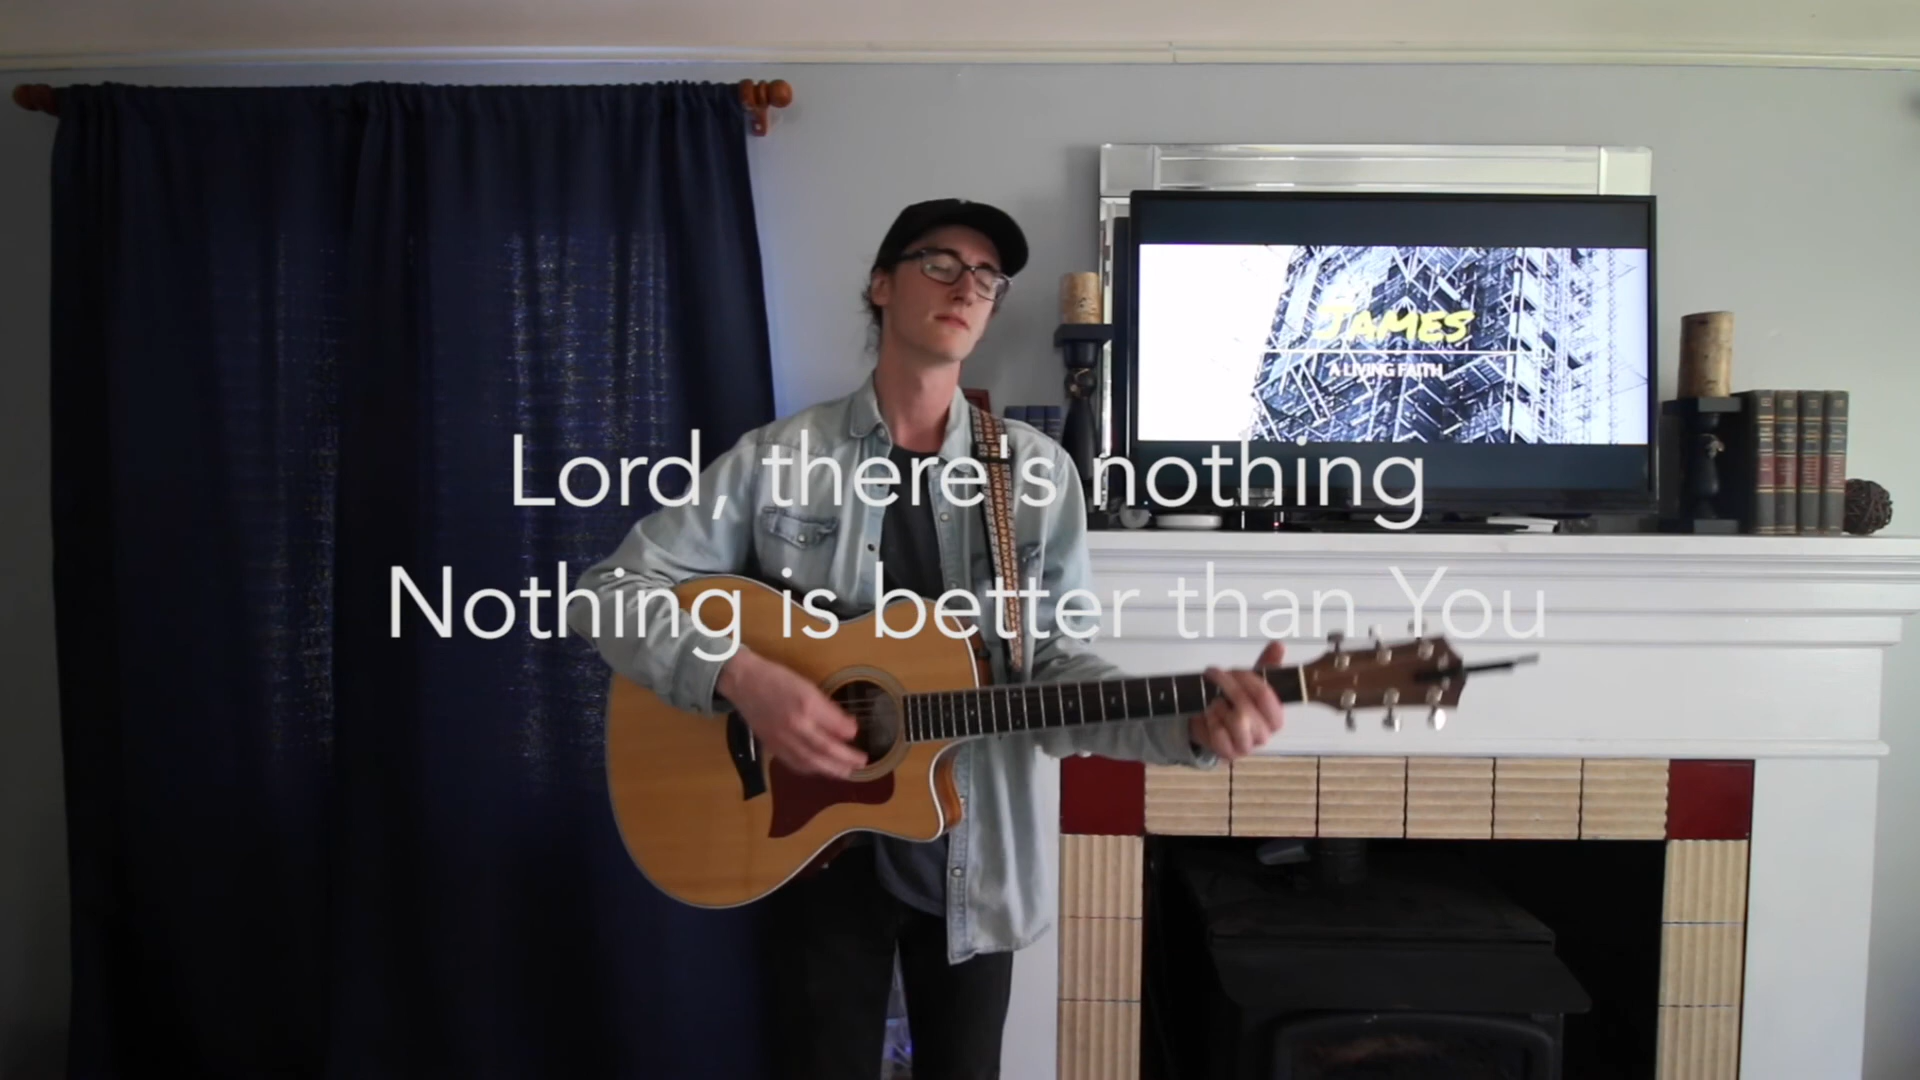 James
A LIVING FAITH
Lord, there's nothing
Nothing is better than You